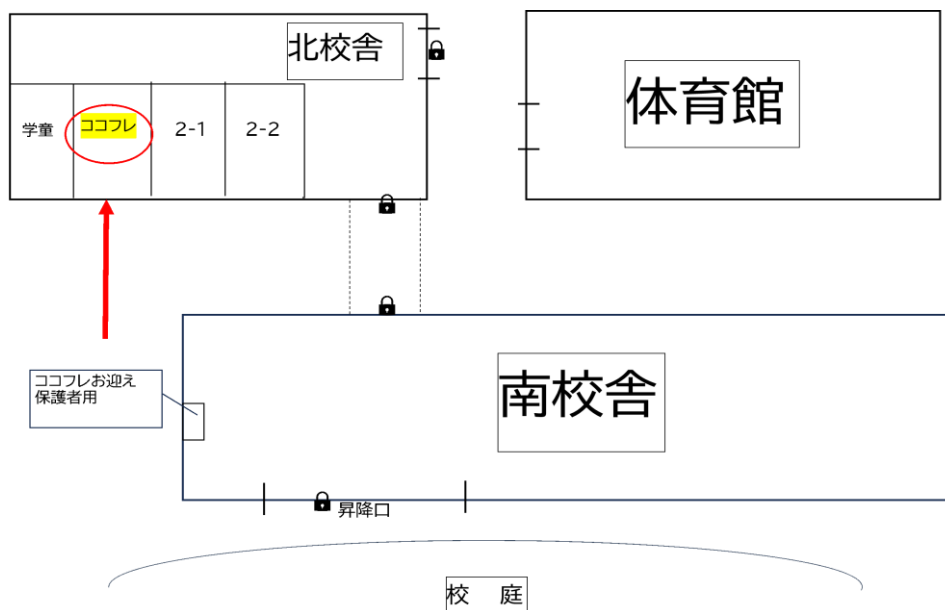 北校舎
体育館
学童
ココフレ
2-1
2-2
ココフレお迎え
保護者用
南校舎
昇降口
校　庭